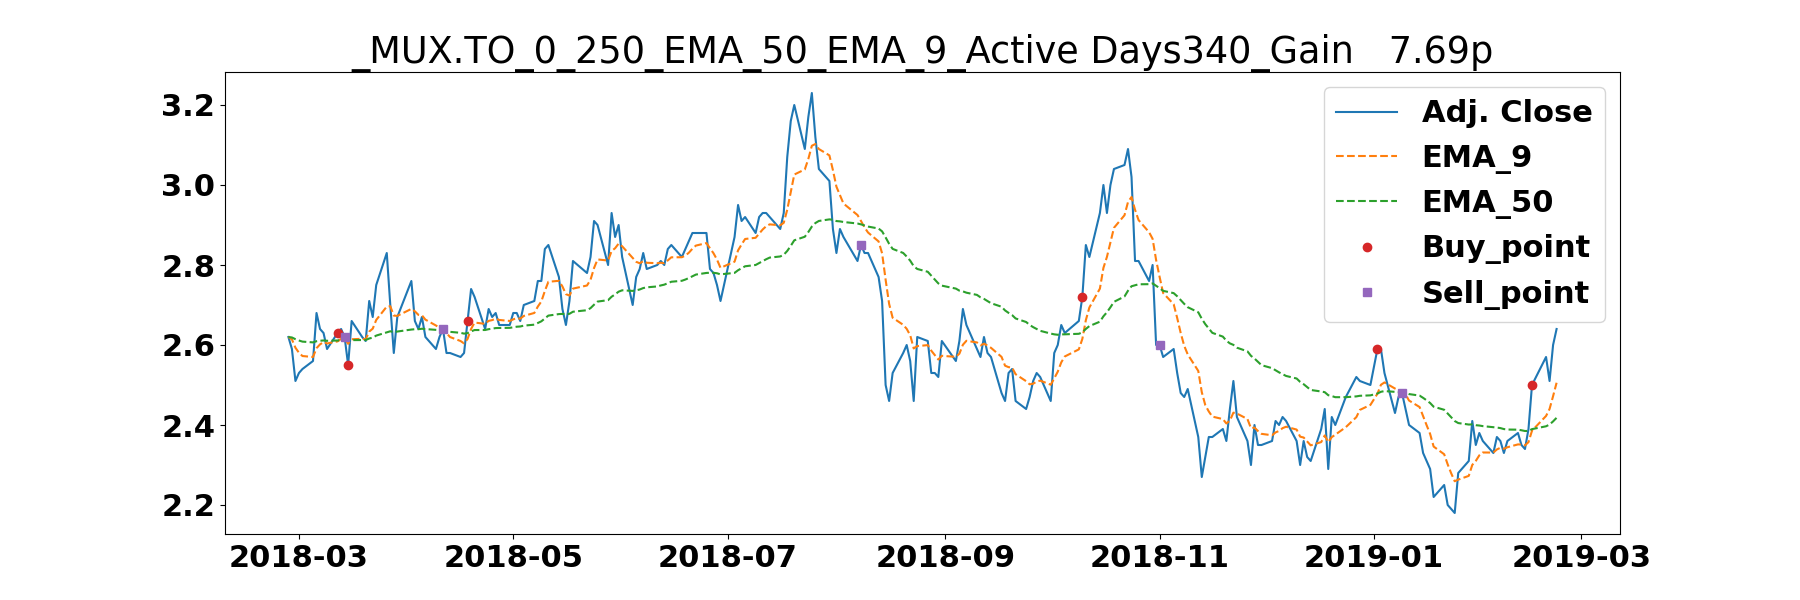 _MUX.TO_0_250_EMA_50_EMA_9_Active Days340_Gain   7.69p
3.2
3.0
2.8
2.6
2.4
2.2
Adj. Close
EMA_9
EMA_50
Buy_point
Sell_point
2018-03 2018-05 2018-07 2018-09 2018-11 2019-01 2019-03